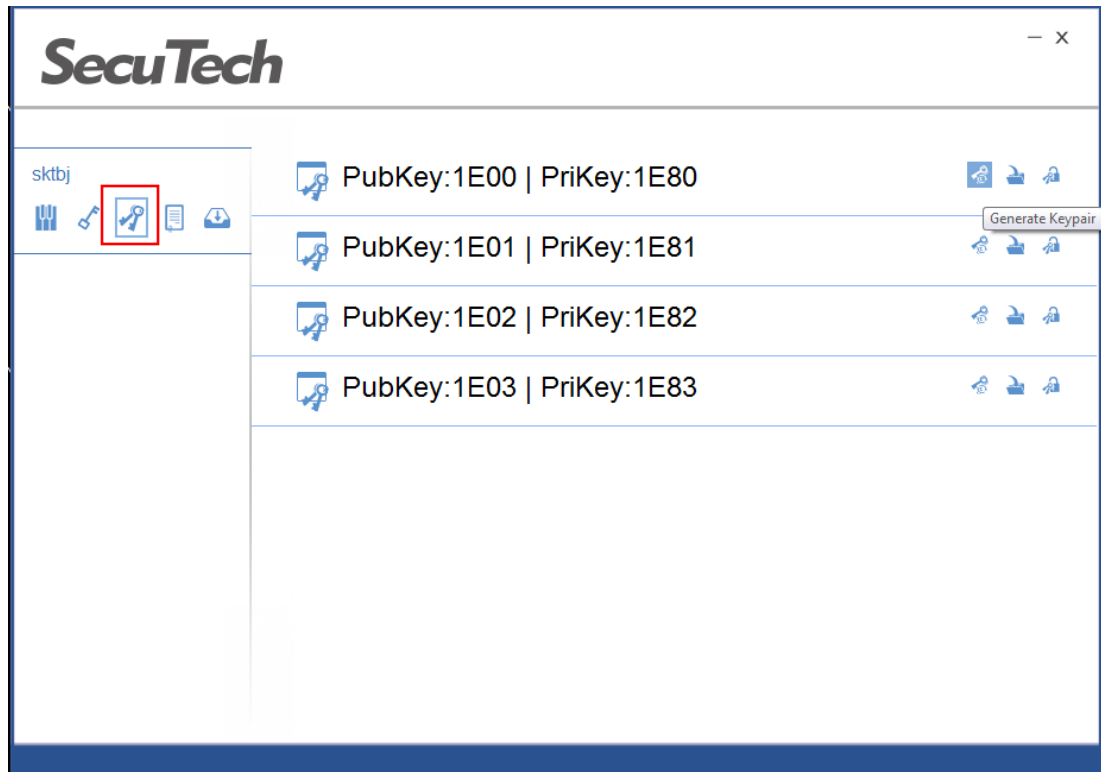 SecuTech
– x
sktbj
PubKey:1E00 | PriKey:1E80
Generate Keypair
PubKey:1E01 | PriKey:1E81
PubKey:1E02 | PriKey:1E82
PubKey:1E03 | PriKey:1E83